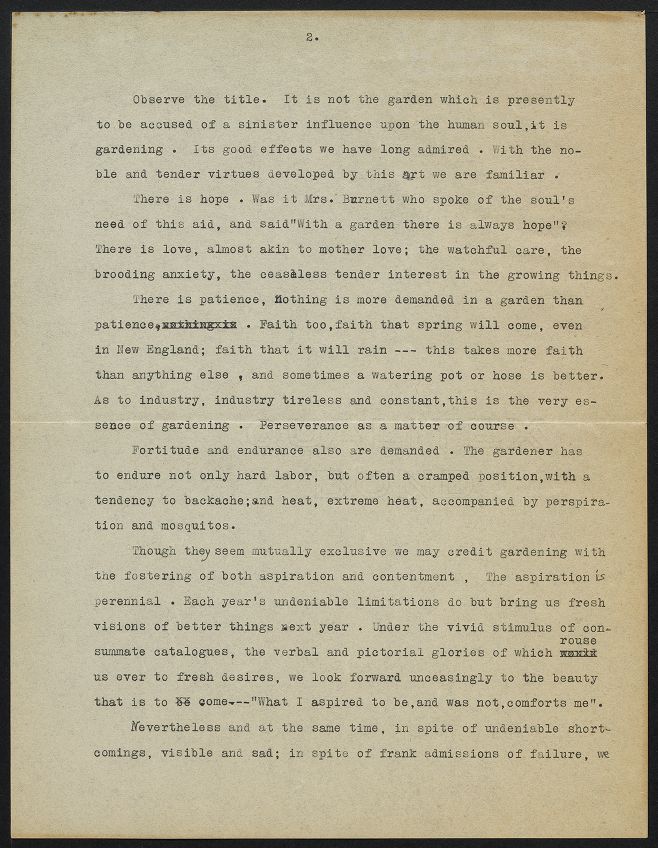 2.
Observe the title. It is not the garden which is presently
to be accused of a sinister influence upon the human soul,it is
gardening . Its good effects we have long admired . With the no-
ble and tender virtues developed by this Art we are familiar .
There is hope . Was it Mrs. Burnett who spoke of the soul's
need of this aid, and said"With a garden there is always hope"?
There is love, almost akin to mother love; the watchful care, the
brooding anxiety, the ceaseless tender interest in the growing things.
There is patience, Nothing is more demanded in a garden than
patience, . Faith too,faith that spring will come, even
in New England; faith that it will rain --- this takes more faith
than anything else , and sometimes a watering pot or hose is better.
As to industry, industry tireless and constant,this is the very es-
sence of gardening . Perseverance as a matter of course .
Fortitude and endurance also are demanded . The gardener has
to endure not only hard labor, but often a cramped position,with a
tendency to backache;and heat, extreme heat, accompanied by perspira-
tion and mosquitos.
Though they seem mutually exclusive we may credit gardening with
the fostering of both aspiration and contentment , The aspiration is
perennial . Each year's undeniable limitations do but bring us fresh
visions of better things next year . Under the vivid stimulus of con-
rouse
summate catalogues, the verbal and pictorial glories of which
us ever to fresh desires, we look forward unceasingly to the beauty
that is to be come---"What I aspired to be,and was not,comforts me".
Nevertheless and at the same time, in spite of undeniable short-
comings, visible and sad; in spite of frank admissions of failure, we